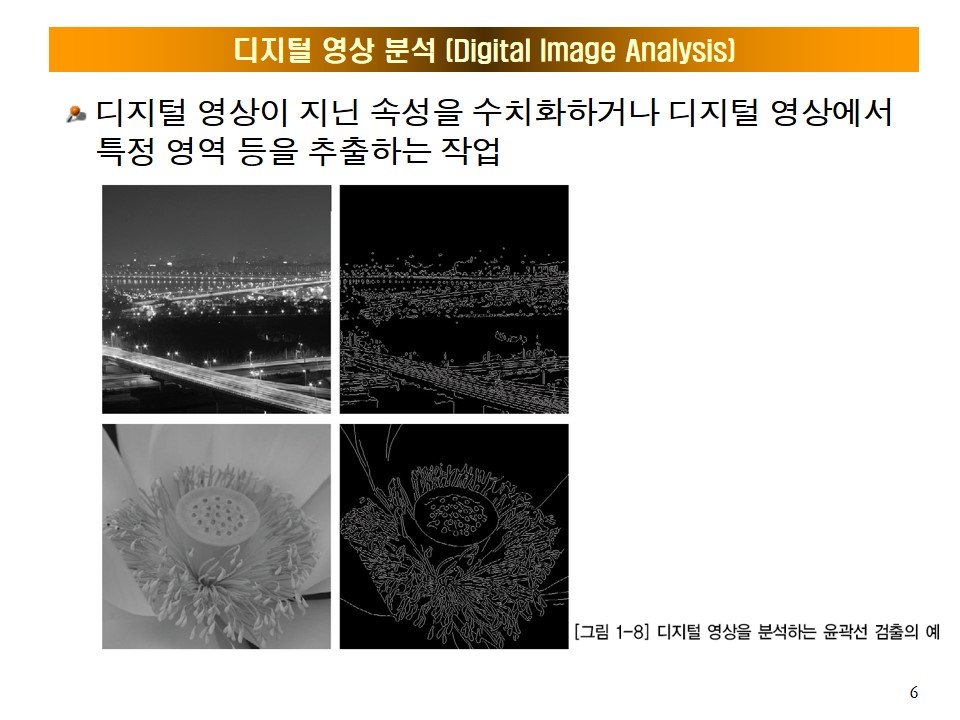 디지털 영상 분석 (Digital Image Analysis)
디지털 영상이 지닌 속성을 수치화하거나 디지털 영상에서
특정 영역 등을 추출하는 작업
[그림 1-8] 디지털 영상을 분석하는 윤곽선 검출의 예
6